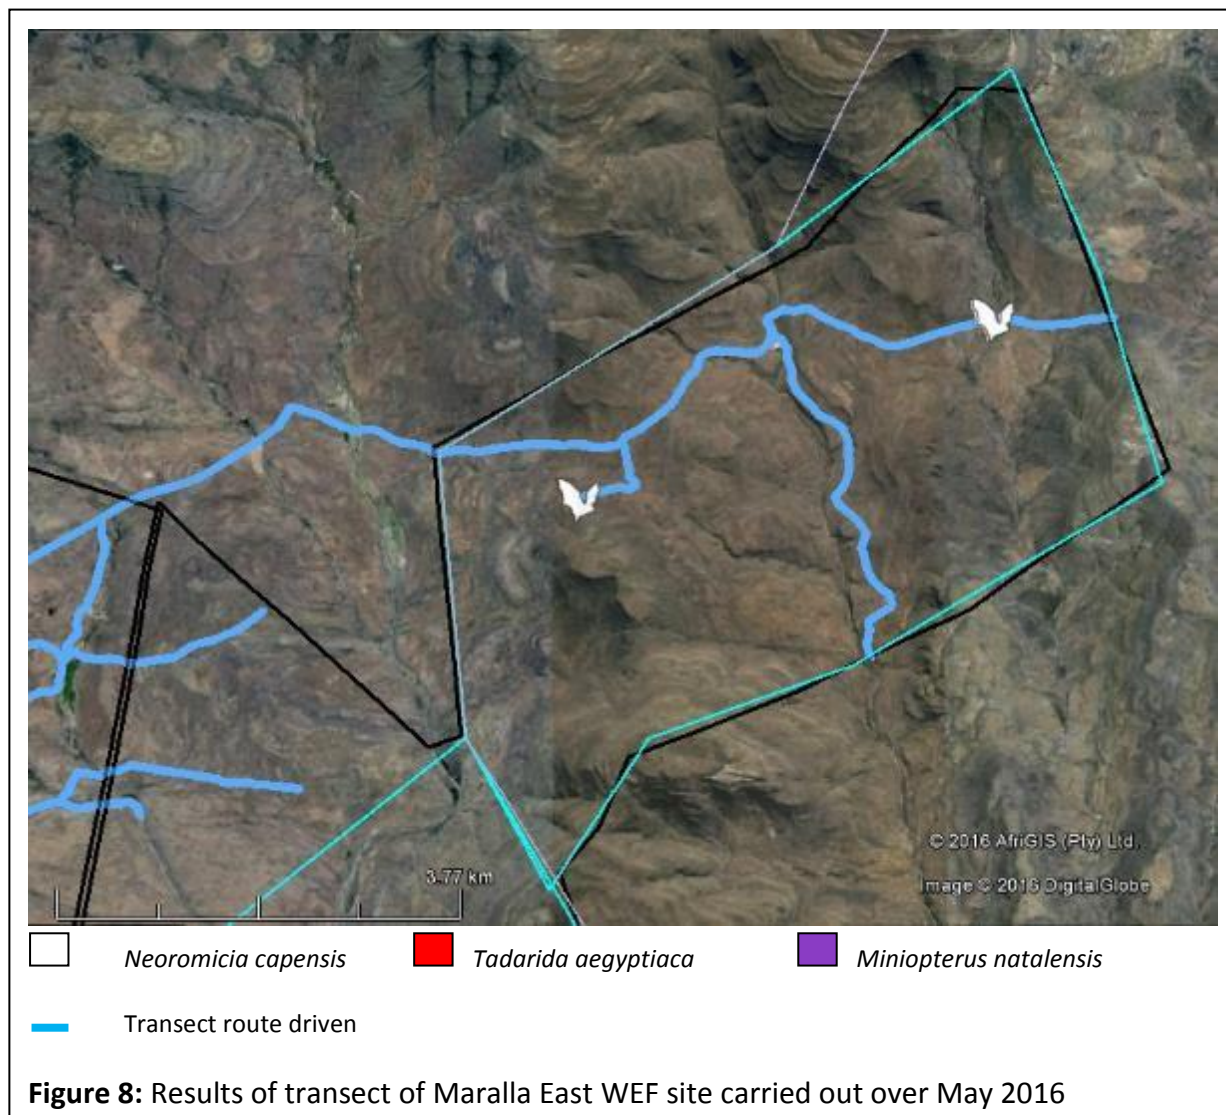 © 2016 AfriGIS (Pty) Ltd.
3.77 km
Image © 2016 DigitalGlobe
Neoromicia capensis Tadarida aegyptiaca Miniopterus natalensis
Transect route driven
Figure 8: Results of transect of Maralla East WEF site carried out over May 2016